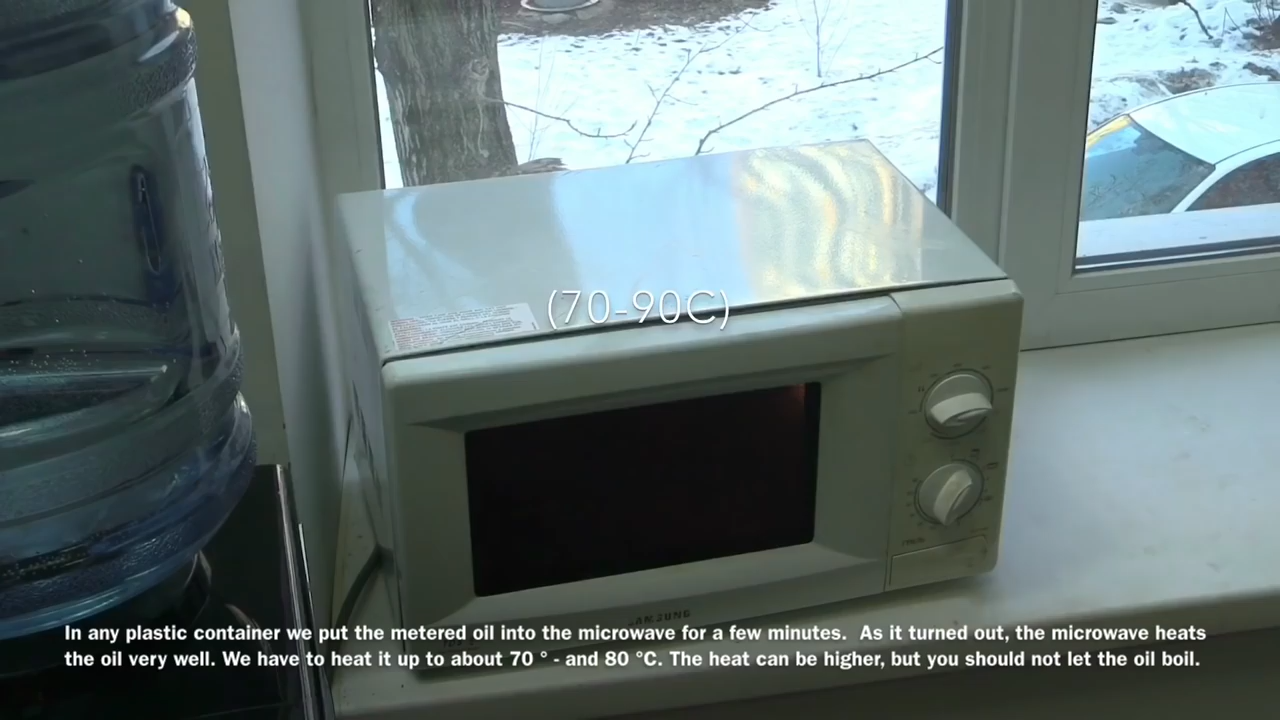 (70-90C)
SAMSUNG
In any plastic container we put the metered oil into the microwave for a few minutes.  As it turned out, the microwave heats
the oil very well. We have to heat it up to about 70 ° - and 80 °C. The heat can be higher, but you should not let the oil boil.